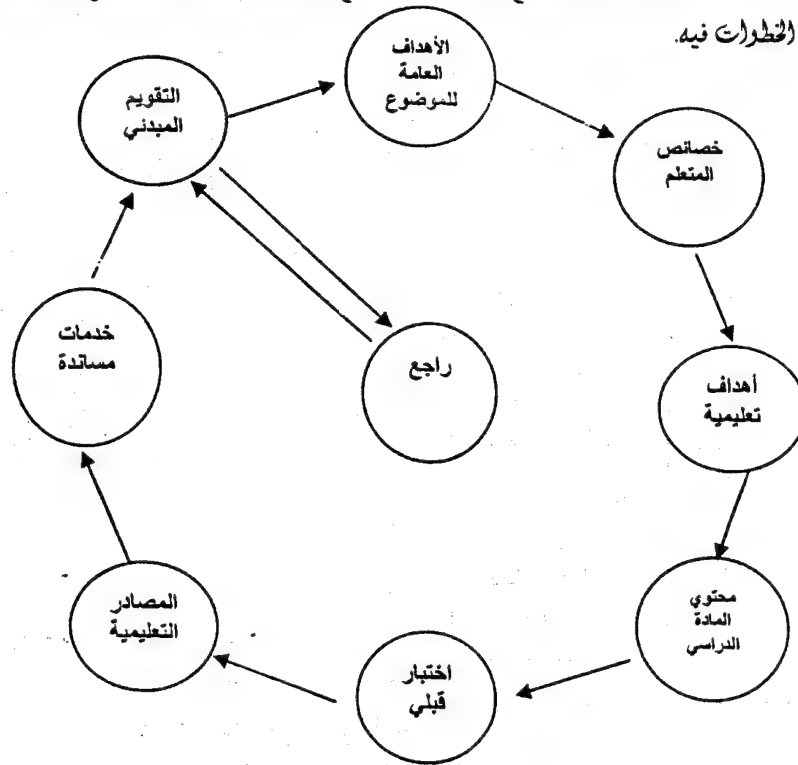 الخطوات فيه.
الأهداف
العامة
للموضوع
خصائص
المتعلم
أهداف
تعليمية
محتوي
المادة
الدراسي
اختبار
قبلي
المصادر
التعليمية
خدمات
مساندة
التقويم
المبدئي
راجع